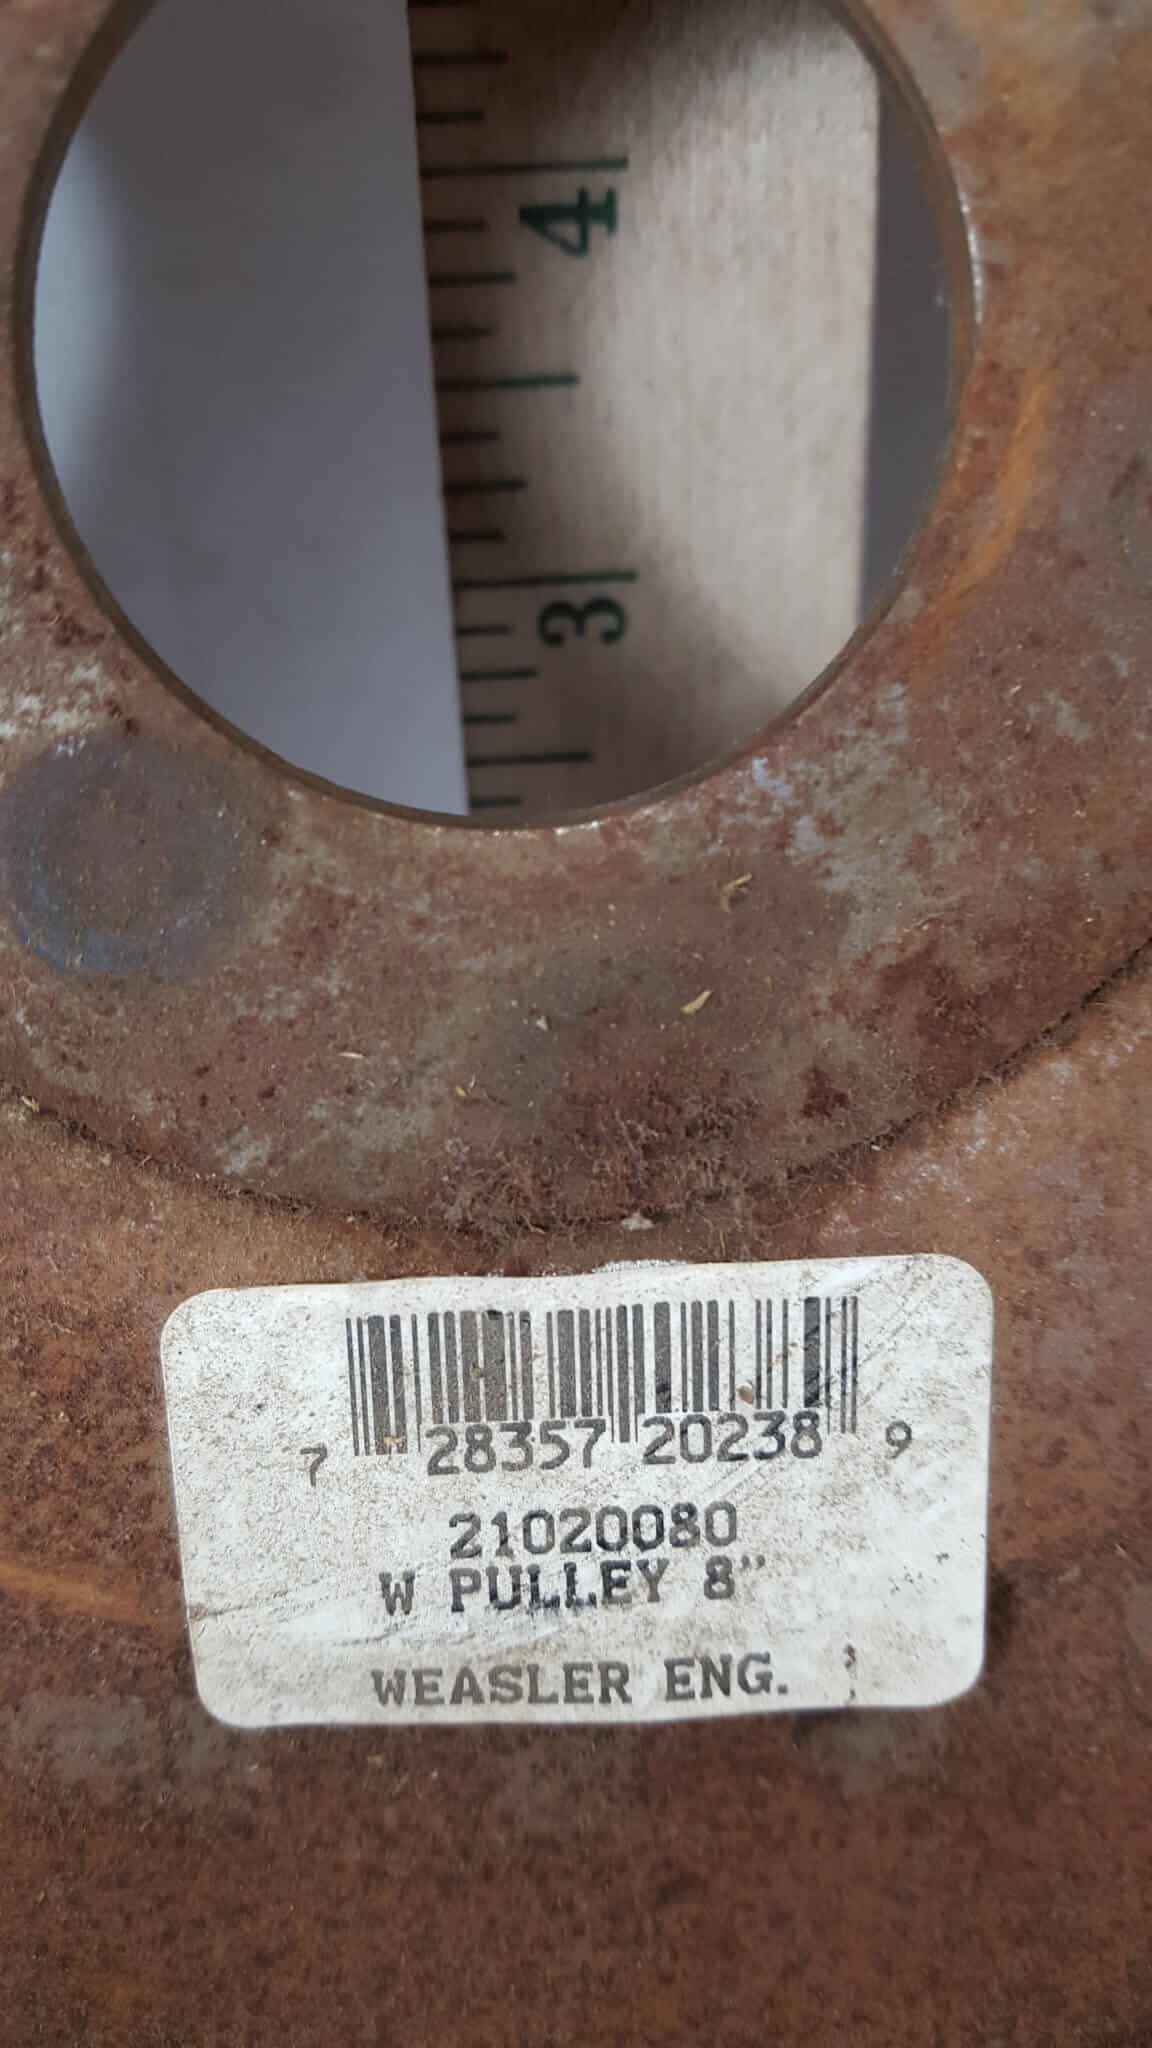 4
3
7 28357 20238 9
21020080
W PULLEY 8"
WEASLER ENG.